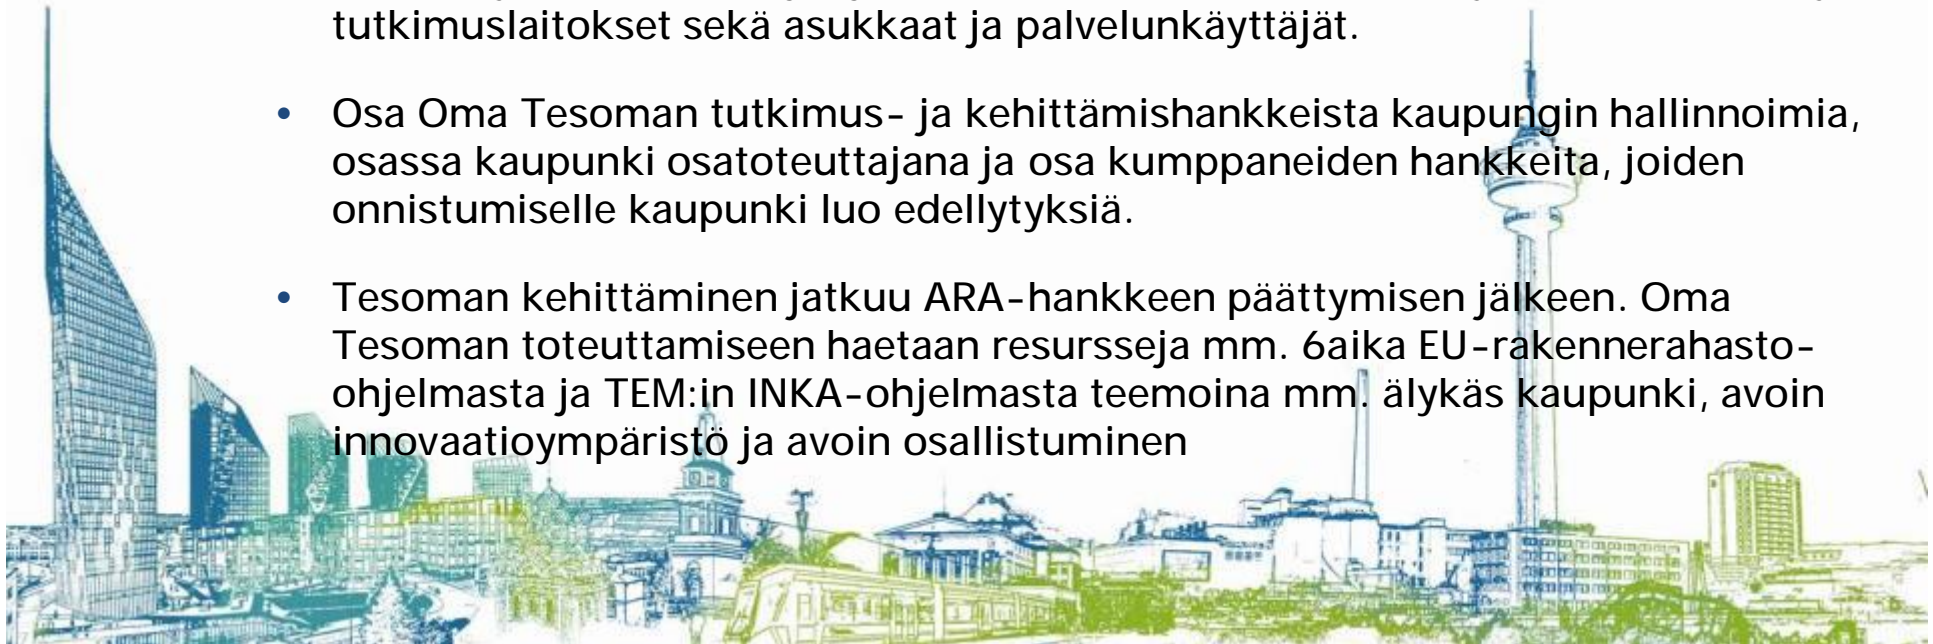 tutkimuslaitokset sekä asukkaat ja palvelunkäyttäjät.
• Osa Oma Tesoman tutkimus- ja kehittämishankkeista kaupungin hallinnoimia,
osassa kaupunki osatoteuttajana ja osa kumppaneiden hankkeita, joiden
onnistumiselle kaupunki luo edellytyksiä.
• Tesoman kehittäminen jatkuu ARA-hankkeen päättymisen jälkeen. Oma
Tesoman toteuttamiseen haetaan resursseja mm. 6aika EU-rakennerahasto-
ohjelmasta ja TEM:in INKA-ohjelmasta teemoina mm. älykäs kaupunki, avoin
innovaatioympäristö ja avoin osallistuminen